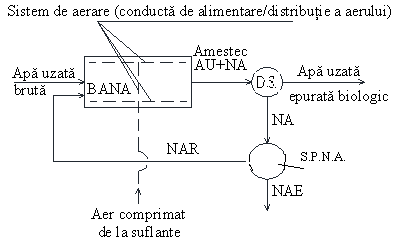 Sistem de aerare (conductă de alimentare/distribuţie a aerului)
Amestec
AU+NA
Apă uzată
brută
BANA
D.S.
Apă uzată
epurată biologic
NA
NAR
S.P.N.A.
NAE
Aer comprimat
de la suflante